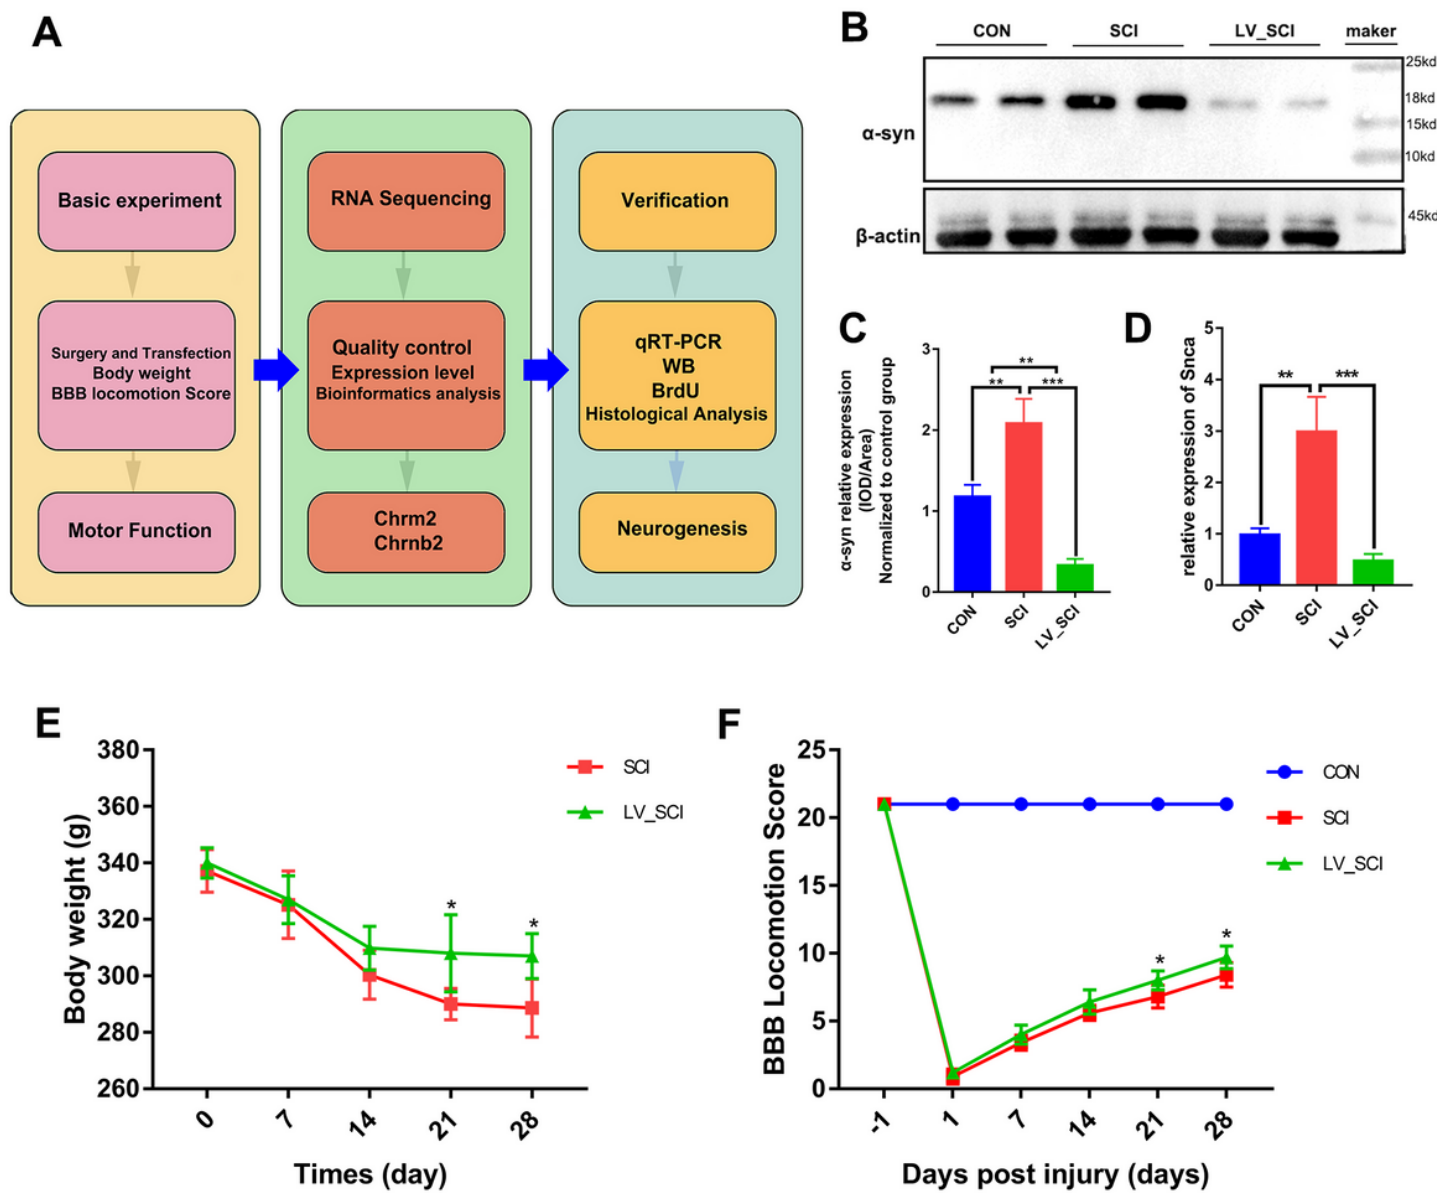 A
Basic experiment
Surgery and Transfection
Body weight
BBB locomotion Score
Motor Function
RNA Sequencing
Quality control
Expression level
Bioinformatics analysis
Chrm2
Chrnb2
Verification
qRT-PCR
WB
BrdU
Histological Analysis
Neurogenesis
B
CON SCI LV_SCI maker
25kd
18kd
15kd
10kd
α-syn
45kd
β-actin
C
α-syn relative expression
(IOD/Area)
Normalized to control group
3
2
1
0
**
** ***
CON SCI LV_SCI
D
relative expression of Snca
5
4
3
2
1
0
** ***
CON SCI LV_SCI
E
Body weight (g)
380
360
340
320
300
280
260
* *
SCI
LV_SCI
0 7 14 21 28
Times (day)
F
BBB Locomotion Score
25
20
15
10
5
0
* *
CON
SCI
LV_SCI
-1 1 7 14 21 28
Days post injury (days)